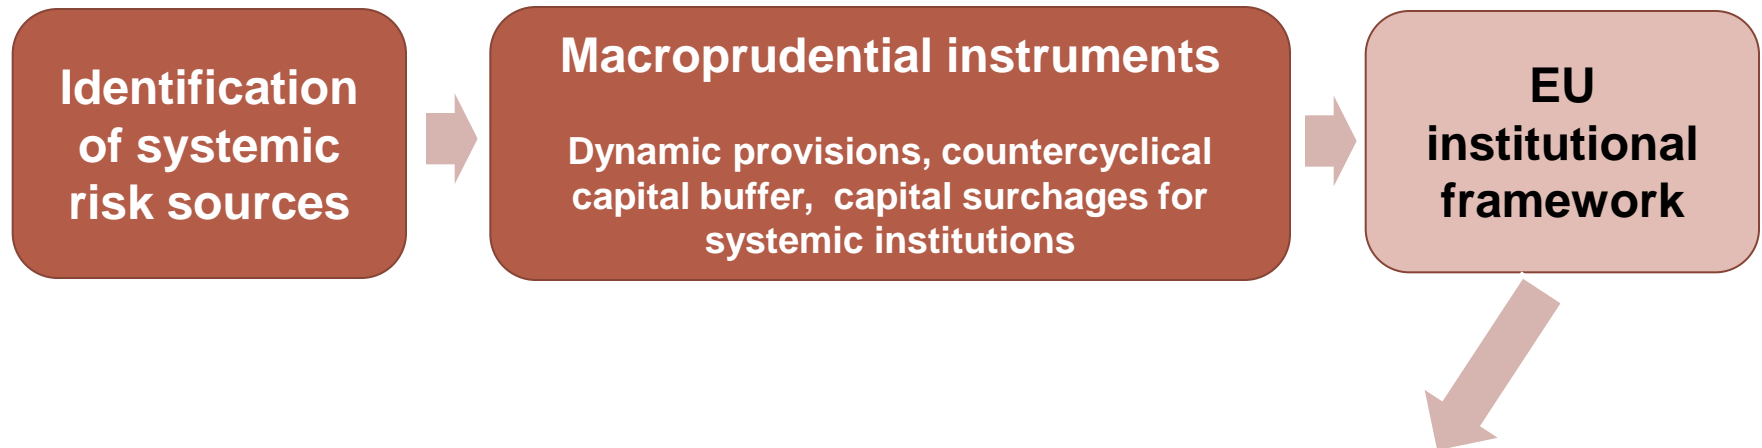 Identification
of systemic
risk sources
Macroprudential instruments
Dynamic provisions, countercyclical
capital buffer,  capital surchages for
systemic institutions
EU
institutional
framework